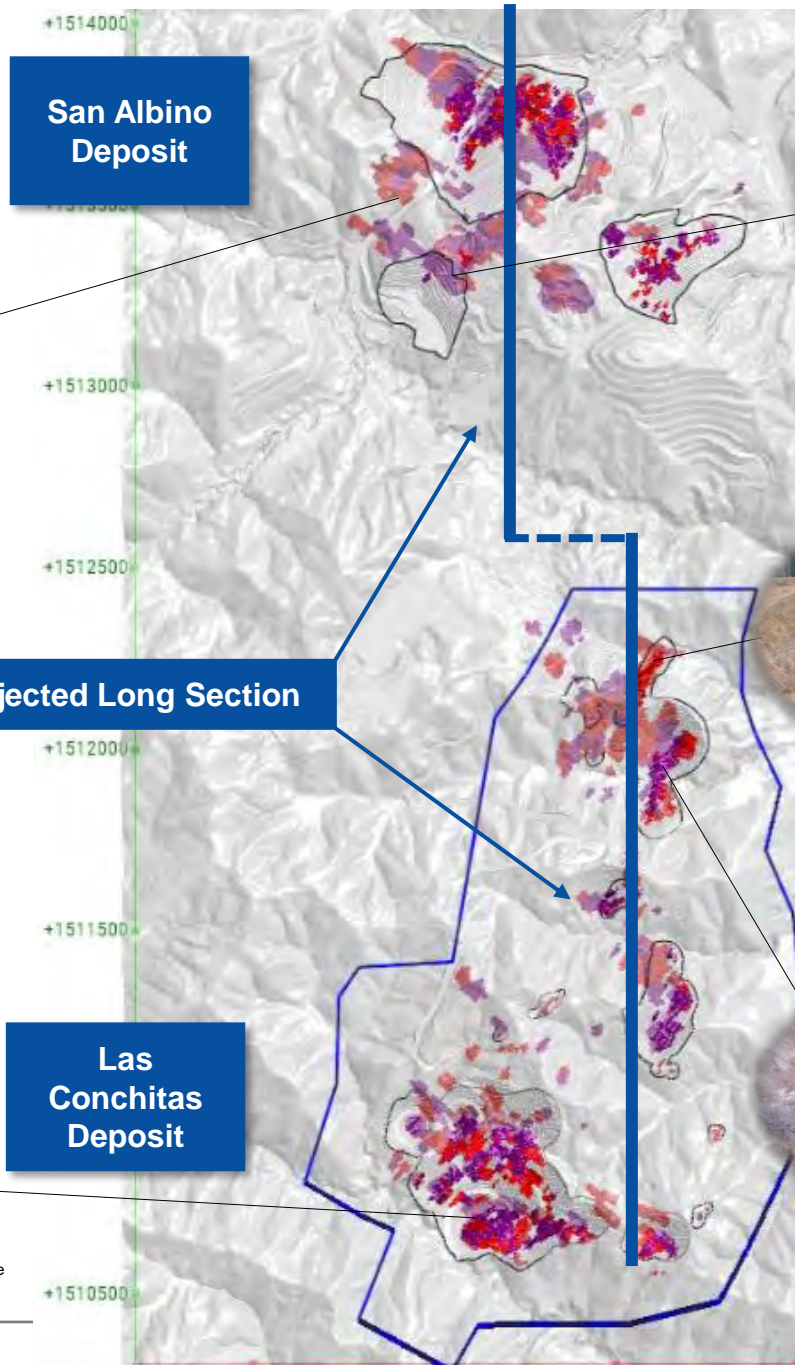 +1514000
San Albino
Deposit
+1513000
+1512500
jected Long Section
+1512000
+1511500
Las
Conchitas
Deposit
e
+1510500